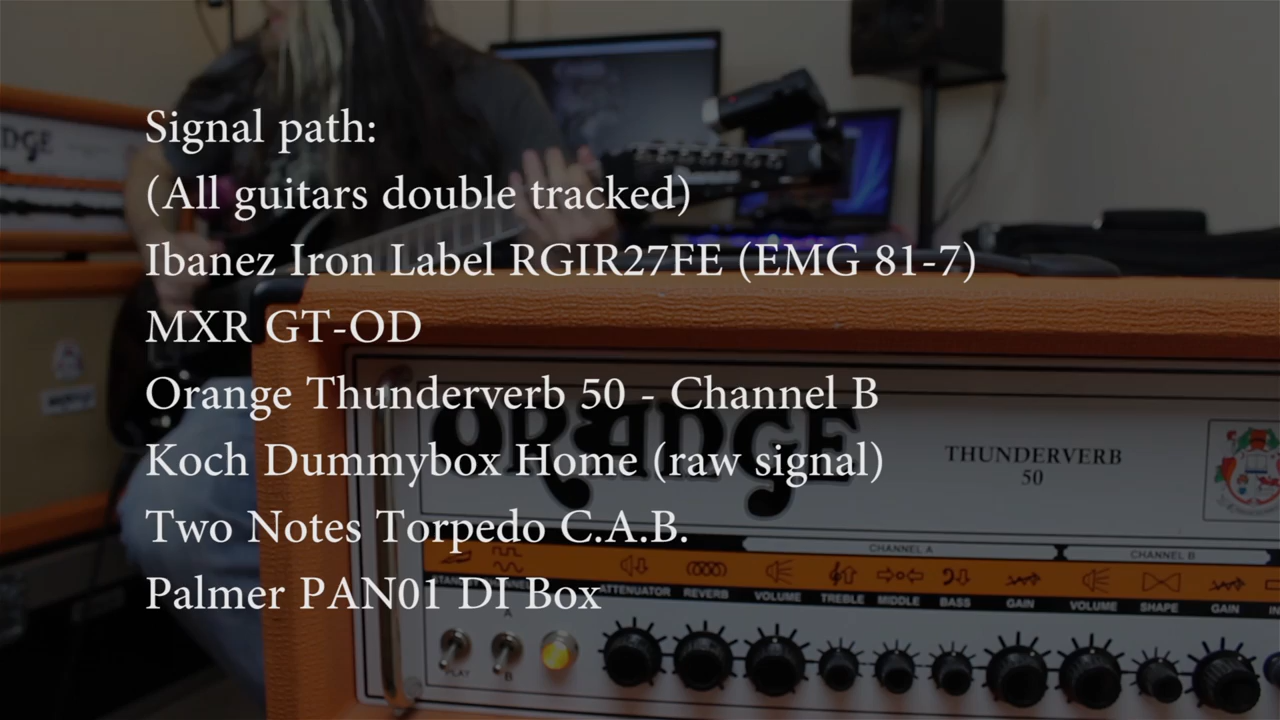 Signal path:
(All guitars double tracked)
Ibanez Iron Label RGIR27FE (EMG 81-7)
MXR GT-OD
Orange Thunderverb 50 - Channel B
Koch Dummybox Home (raw signal)
Two Notes Torpedo C.A.B.
Palmer PAN01 DI Box
ORANGE
THUNDERVERB
50
CHANNEL A
CHANNEL B
ATTENUATOR
REVERB
VOLUME
TREBLE
MIDDLE
BASS
GAIN
VOLUME
SHAPE
GAIN
A
PLAY
B